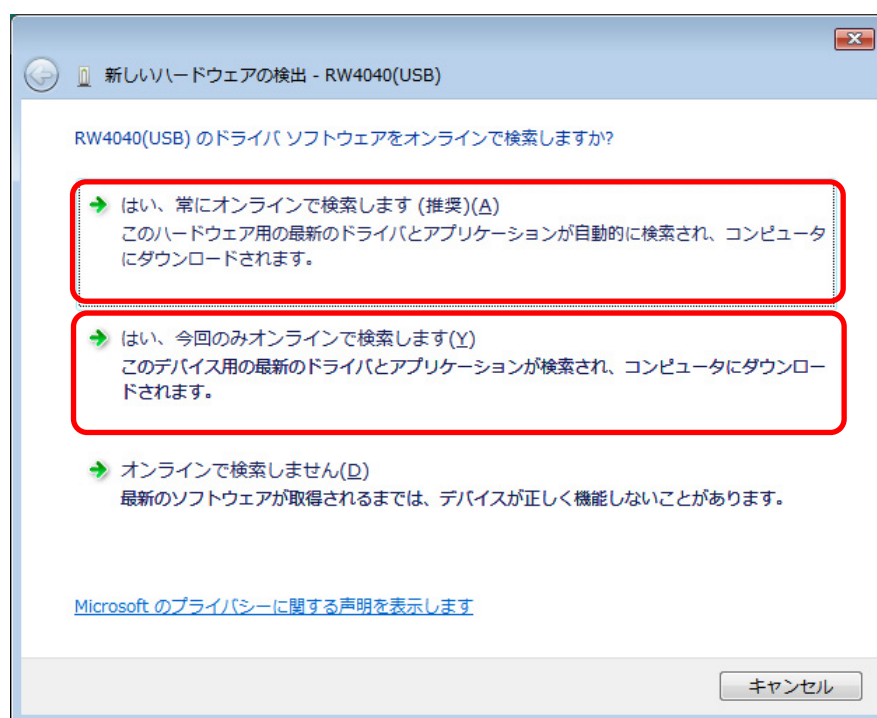 新しいハードウェアの検出 - RW4040(USB)
RW4040(USB) のドライバ ソフトウェアをオンラインで検索しますか?
はい、常にオンラインで検索します (推奨)(A)
このハードウェア用の最新のドライバとアプリケーションが自動的に検索され、コンピュータ
にダウンロードされます。
はい、今回のみオンラインで検索します(Y)
このデバイス用の最新のドライバとアプリケーションが検索され、コンピュータにダウンロー
ドされます。
オンラインで検索しません(D)
最新のソフトウェアが取得されるまでは、デバイスが正しく機能しないことがあります。
Microsoft のプライバシーに関する声明を表示します
キャンセル